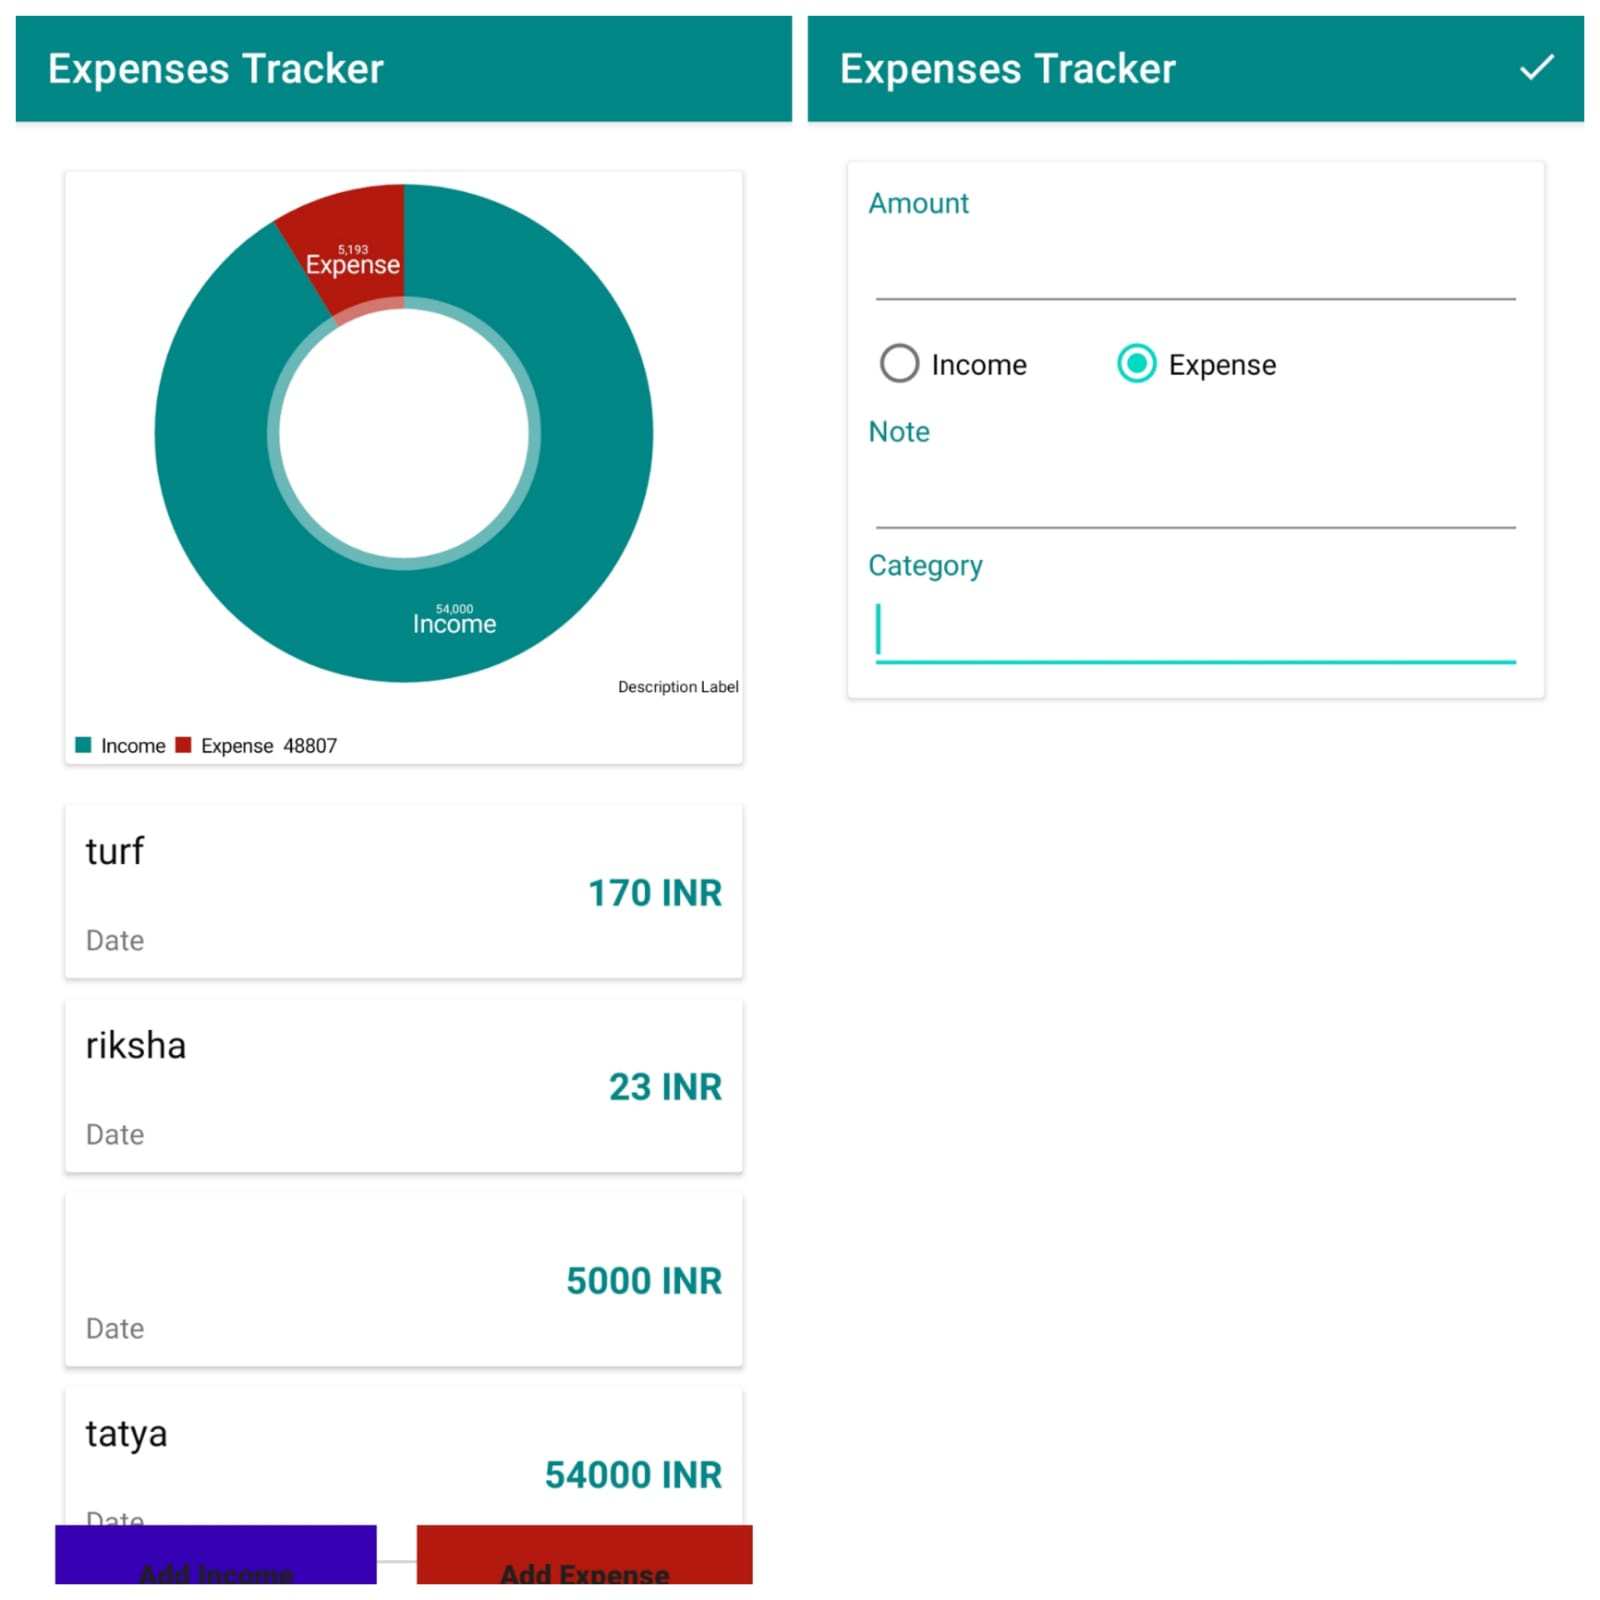 Expenses Tracker
5,193
Expense
54,000
Income
Description Label
Income Expense 48807
turf
170 INR
Date
riksha
23 INR
Date
5000 INR
Date
tatya
54000 INR
Date
Add Income Add Expense
Expenses Tracker
Amount
Income Expense
Note
Category